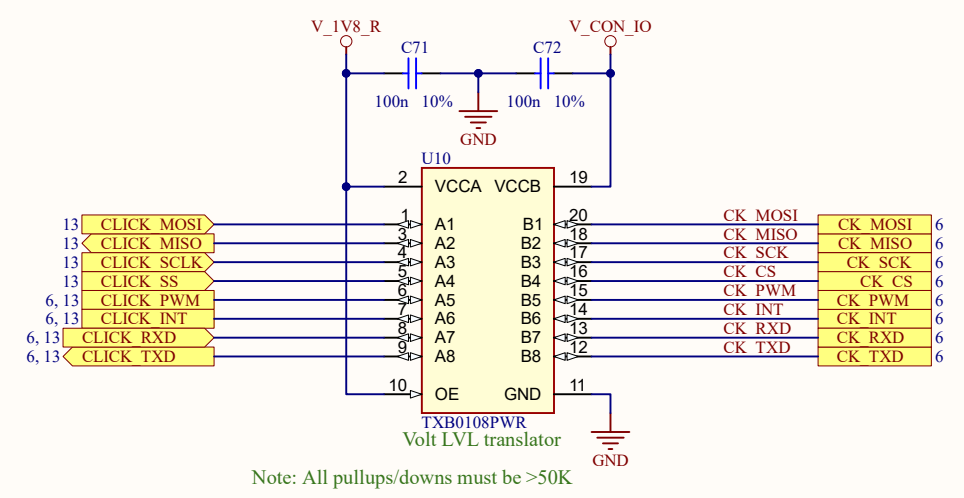 V_1V8_R V_CON_IO
C71 C72
100n 10% 100n 10%
GND
U10
2 VCCA VCCB 19
13 CLICK_MOSI 1 A1 B1 20 CK_MOSI CK_MOSI 6
13 CLICK_MISO 3 A2 B2 18 CK_MISO CK_MISO 6
13 CLICK_SCLK 4 A3 B3 17 CK_SCK CK_SCK 6
13 CLICK_SS 5 A4 B4 16 CK_CS CK_CS 6
6, 13 CLICK_PWM 6 A5 B5 15 CK_PWM CK_PWM 6
6, 13 CLICK_INT 7 A6 B6 14 CK_INT CK_INT 6
6, 13 CLICK_RXD 8 A7 B7 13 CK_RXD CK_RXD 6
6, 13 CLICK_TXD 9 A8 B8 12 CK_TXD CK_TXD 6
10 OE GND 11
TXB0108PWR
Volt LVL translator
GND
Note: All pullups/downs must be >50K